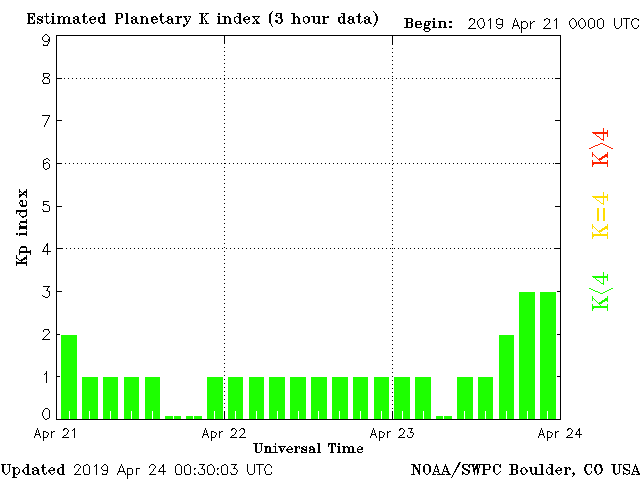 Estimated Planetary K index (3 hour data)
Begin: 2019 Apr 21 0000 UTC
9
8
7
6
5
4
3
2
1
0
Kp index
K>4
K=4
K<4
Apr 21
Apr 22
Apr 23
Apr 24
Universal Time
Updated 2019 Apr 24 00:30:03 UTC
NOAA/SWPC Boulder, CO USA